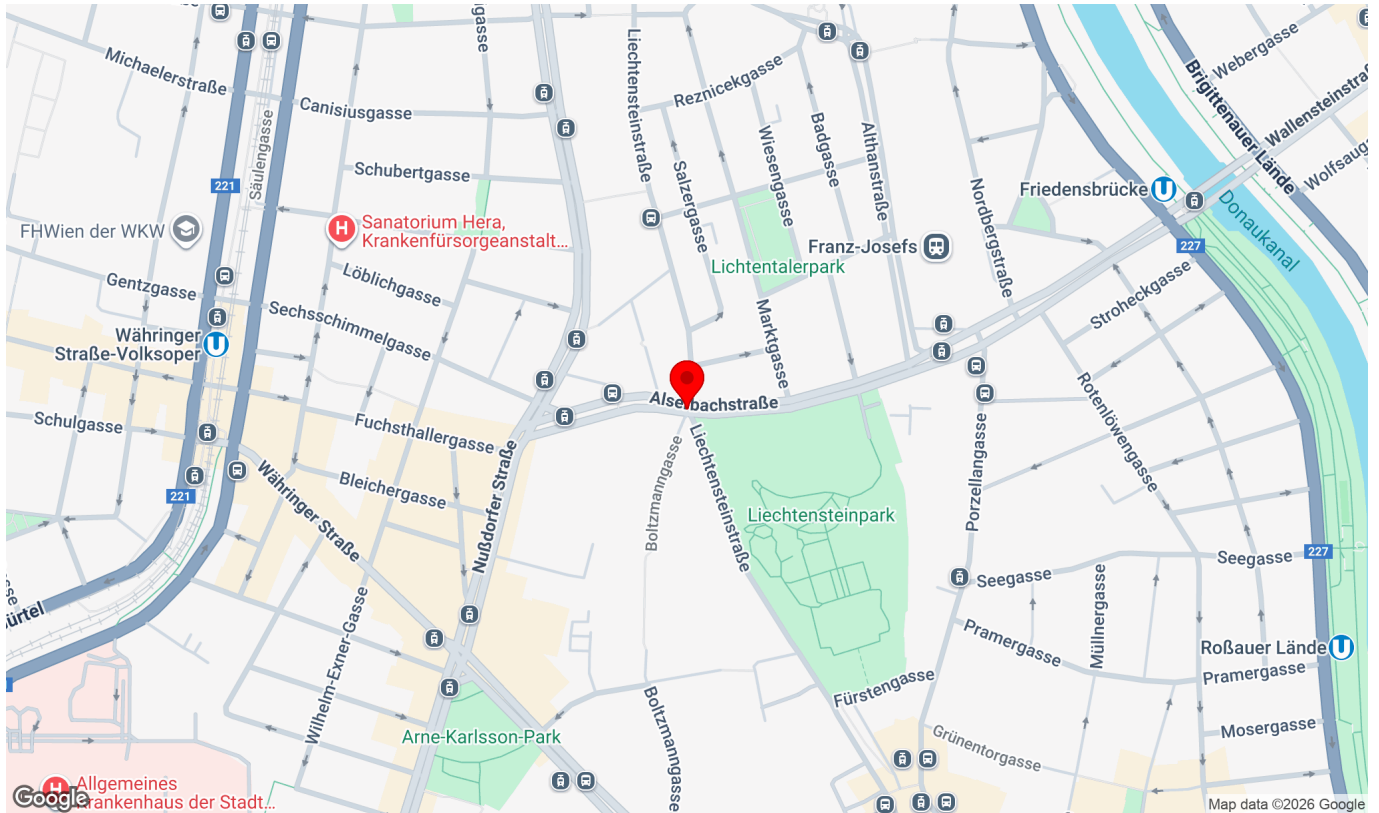 Michaelerstraße
Canisiusgasse
Liechtensteinstraße
Reznicekgasse
Webergasse
Brigittenauer Lände
Wallensteinstraß
Wolfsaug
Säulengasse
221
Schubertgasse
Salzergasse
Wiesengasse
Badgasse
Althanstraße
Nordbergstraße
Friedensbrücke
U
Donaukanal
227
FHWien der WKW
H
Sanatorium Hera,
Krankenfürsorgeanstalt...
Franz-Josefs
Lichtentalerpark
Gentzgasse
Löblichgasse
Sechsschimmelgasse
Stroheckgasse
Währinger
Straße-Volksoper
U
Marktgasse
Alserbachstraße
Rotenlöwengasse
Schulgasse
Fuchsthallergasse
Nußdorfer Straße
Bleichergasse
Währinger Straße
221
Boltzmanngasse
Liechtensteinstraße
Liechtensteinpark
Porzellangasse
Seegasse
Seegasse
227
Müllnergasse
Pramergasse
Wilhelm-Exner-Gasse
Roßauer Lände
U
Pramergasse
Fürstengasse
Boltzmanngasse
Arne-Karlsson-Park
Grünentorgasse
Mosergasse
H
Allgemeines
Krankenhaus der Stadt...
Google
Map data ©2026 Google